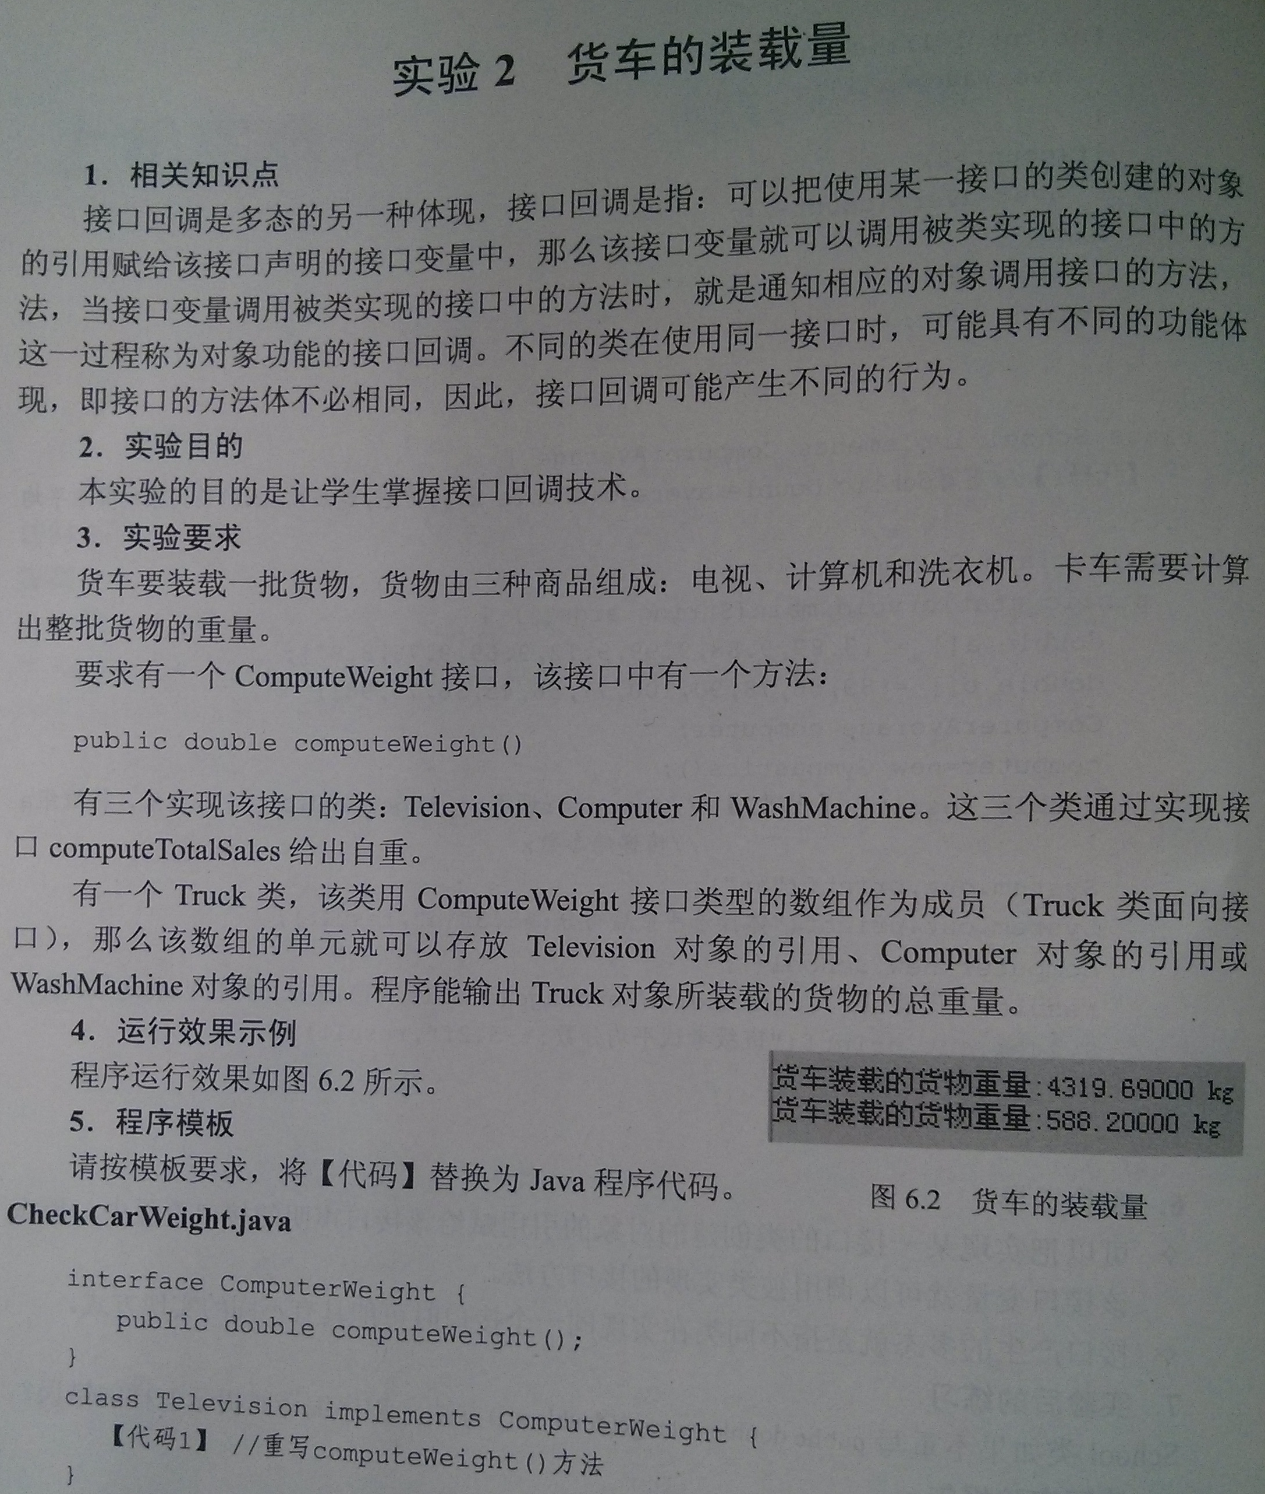 实验 2　货车的装载量
1．相关知识点
接口回调是多态的另一种体现，接口回调是指：可以把使用某一接口的类创建的对象
的引用赋给该接口声明的接口变量中，那么该接口变量就可以调用被类实现的接口中的方
法，当接口变量调用被类实现的接口中的方法时，就是通知相应的对象调用接口的方法，
这一过程称为对象功能的接口回调。不同的类在使用同一接口时，可能具有不同的功能体
现，即接口的方法体不必相同，因此，接口回调可能产生不同的行为。
2．实验目的
本实验的目的是让学生掌握接口回调技术。
3．实验要求
货车要装载一批货物，货物由三种商品组成：电视、计算机和洗衣机。卡车需要计算
出整批货物的重量。
要求有一个 ComputeWeight 接口，该接口中有一个方法：
public double computeWeight()
有三个实现该接口的类：Television、Computer 和 WashMachine。这三个类通过实现接
口 computeTotalSales 给出自重。
有一个 Truck 类，该类用 ComputeWeight 接口类型的数组作为成员（Truck 类面向接
口），那么该数组的单元就可以存放 Television 对象的引用、Computer 对象的引用或
WashMachine 对象的引用。程序能输出 Truck 对象所装载的货物的总重量。
4．运行效果示例
程序运行效果如图 6.2 所示。
货车装载的货物重量:4319.69000 kg
货车装载的货物重量:588.20000 kg
图 6.2　货车的装载量
5．程序模板
请按模板要求，将【代码】替换为 Java 程序代码。
CheckCarWeight.java
interface ComputerWeight {
public double computeWeight();
}
class Television implements ComputerWeight {
【代码1】 //重写computeWeight()方法
}